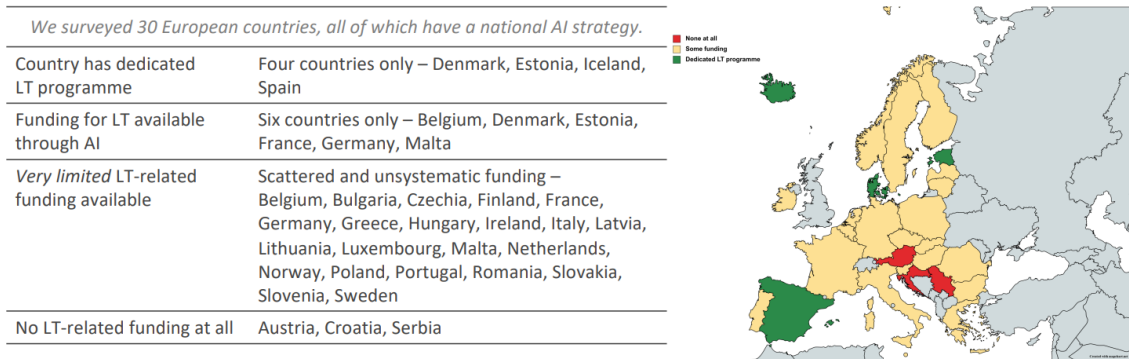 We surveyed 30 European countries, all of which have a national AI strategy.
Country has dedicated
LT programme
Four countries only – Denmark, Estonia, Iceland,
Spain
Funding for LT available
through AI
Six countries only – Belgium, Denmark, Estonia,
France, Germany, Malta
Very limited LT-related
funding available
Scattered and unsystematic funding –
Belgium, Bulgaria, Czechia, Finland, France,
Germany, Greece, Hungary, Ireland, Italy, Latvia,
Lithuania, Luxembourg, Malta, Netherlands,
Norway, Poland, Portugal, Romania, Slovakia,
Slovenia, Sweden
No LT-related funding at all
Austria, Croatia, Serbia
None at all
Some funding
Dedicated LT programme